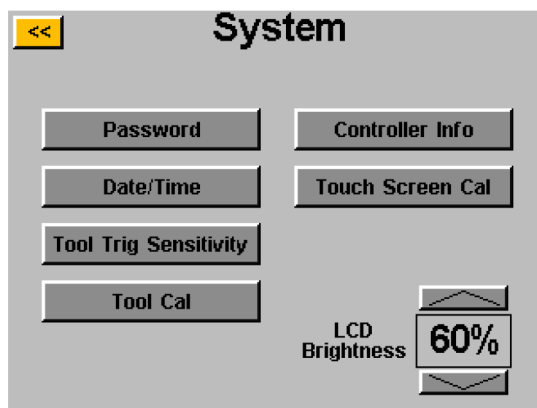 <<
System
Password
Controller Info
Date/Time
Touch Screen Cal
Tool Trig Sensitivity
Tool Cal
LCD
Brightness
60%